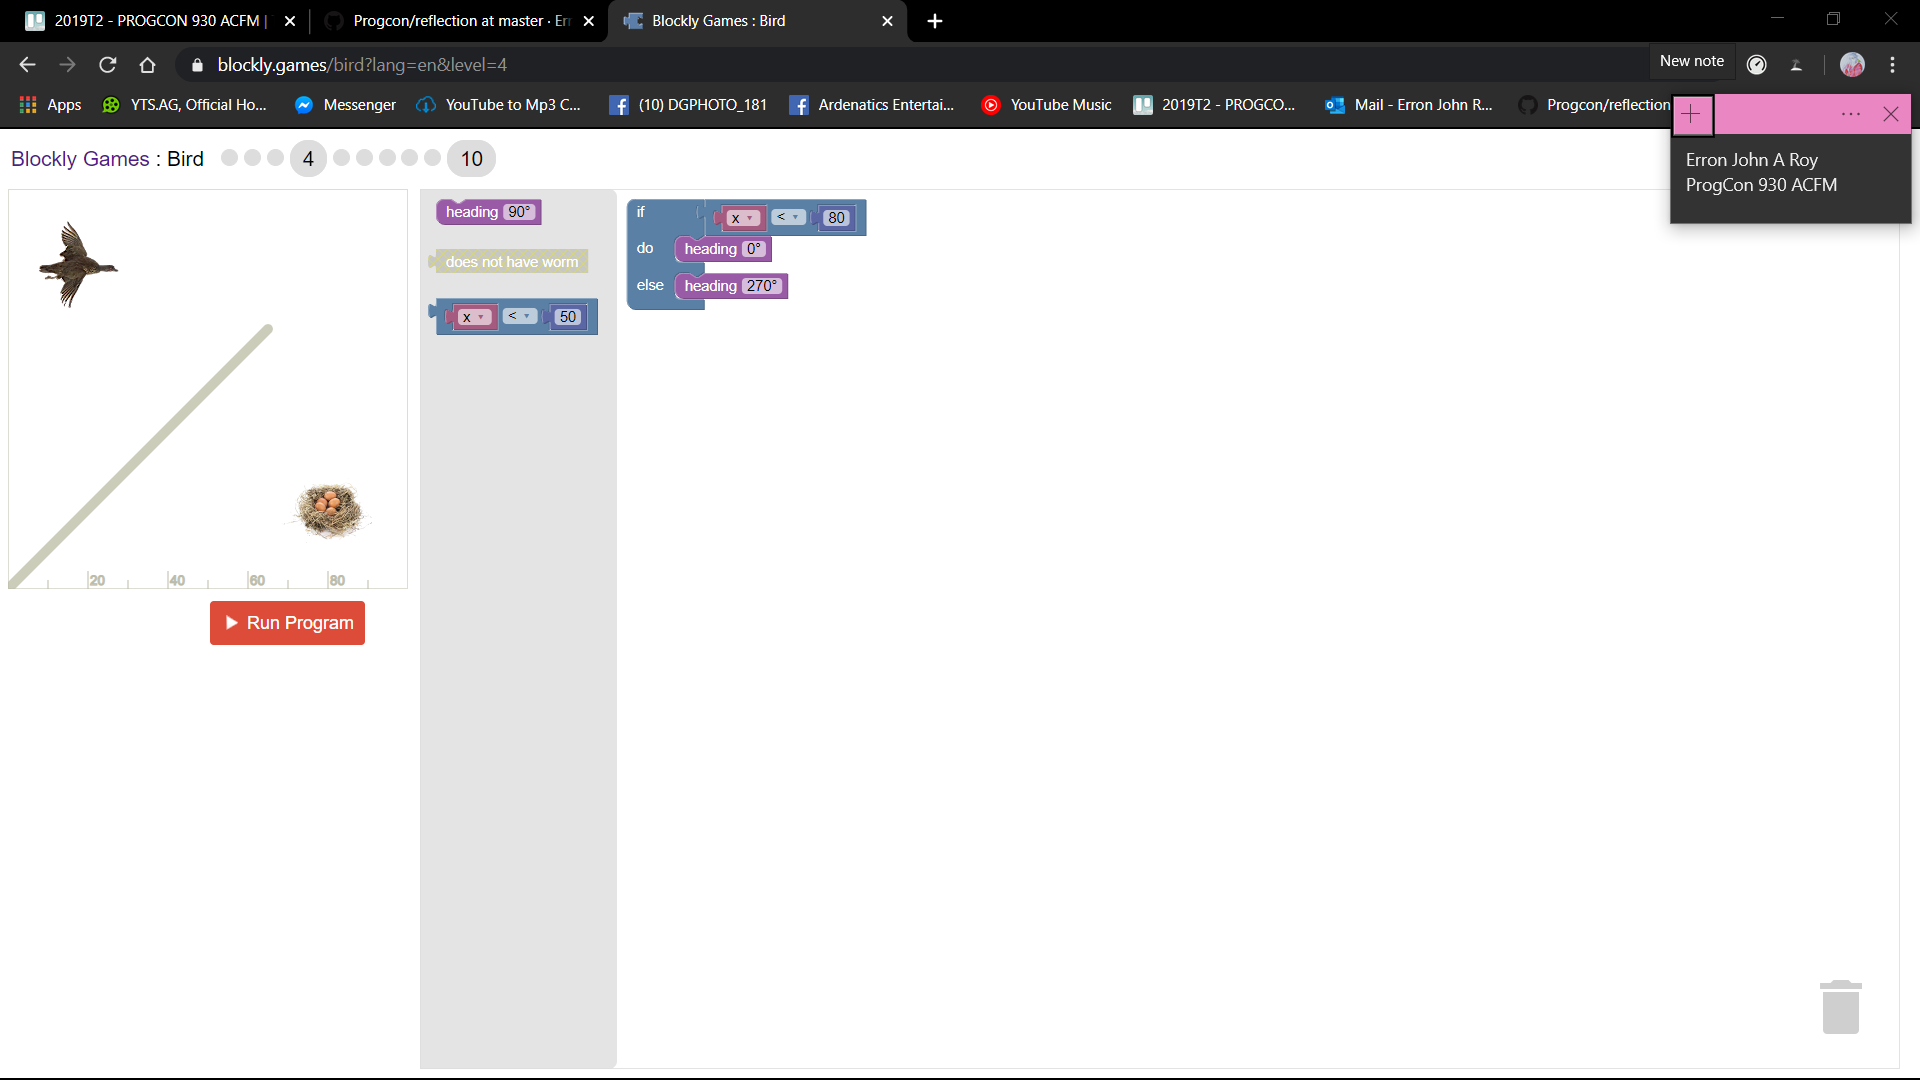 2019T2 - PROGCON 930 ACFM |
Progcon/reflection at master · Err
Blockly Games : Bird
blockly.games/bird?lang=en&level=4
New note
Apps
YTS.AG, Official Ho...
Messenger
YouTube to Mp3 C...
(10) DGPHOTO_181
Ardenatics Entertai...
YouTube Music
2019T2 - PROGCO...
Mail - Erron John R...
Progcon/reflection
Erron John A Roy
ProgCon 930 ACFM
Blockly Games : Bird 4 10
heading 90°
does not have worm
x < 50
if x < 80
do heading 0°
else heading 270°
20 40 60 80
Run Program